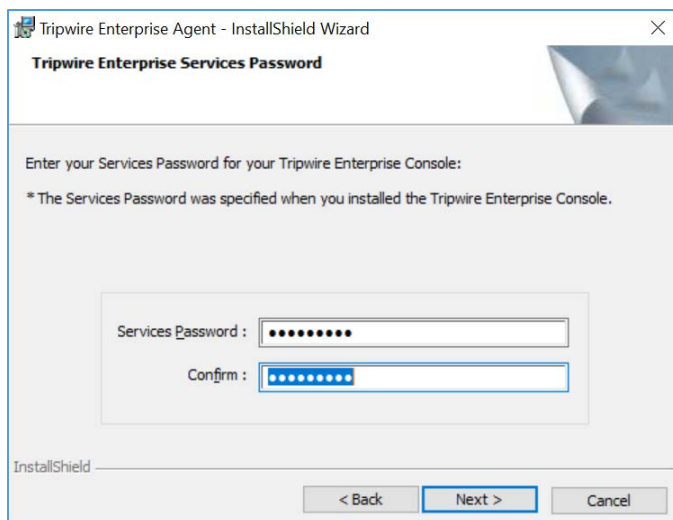 Tripwire Enterprise Agent - InstallShield Wizard
Tripwire Enterprise Services Password
Enter your Services Password for your Tripwire Enterprise Console:
* The Services Password was specified when you installed the Tripwire Enterprise Console.
Services Password : •••••••••
Confirm : •••••••••
InstallShield
< Back Next > Cancel